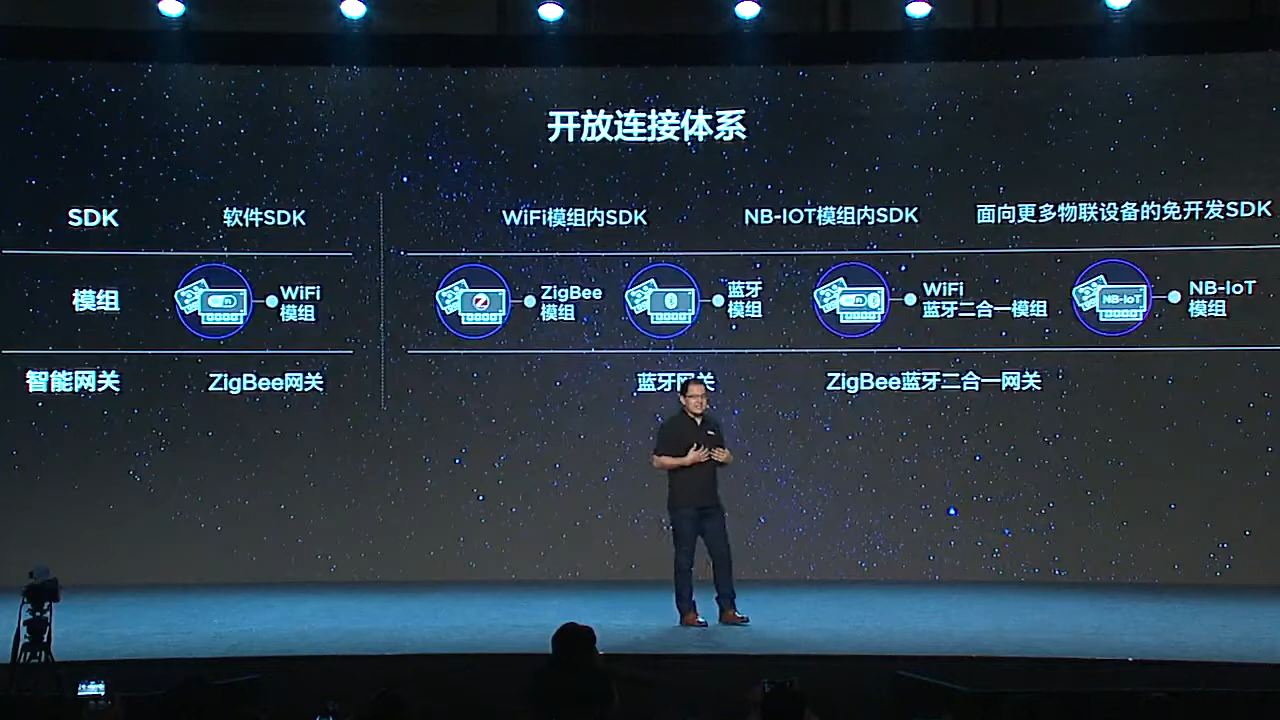 开放连接体系
SDK
软件SDK
WiFi模组内SDK
NB-IOT模组内SDK
面向更多物联设备的免开发SDK
模组
WiFi
模组
ZigBee
模组
蓝牙
模组
WiFi
蓝牙二合一模组
NB-IoT
NB-IoT
模组
智能网关
ZigBee网关
蓝牙网关
ZigBee蓝牙二合一网关